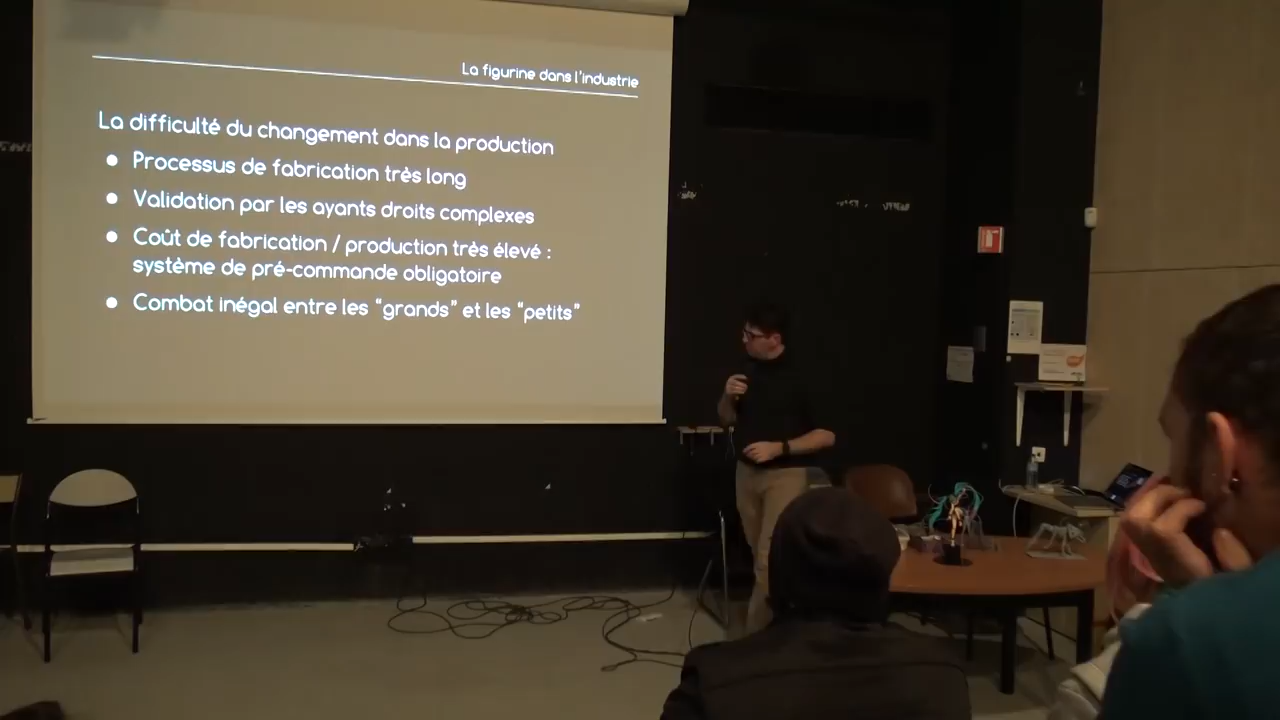 La figurine dans l'industrie
La difficulté du changement dans la production
● Processus de fabrication très long
● Validation par les ayants droits complexes
● Coût de fabrication / production très élevé :
système de pré-commande obligatoire
● Combat inégal entre les “grands” et les “petits”